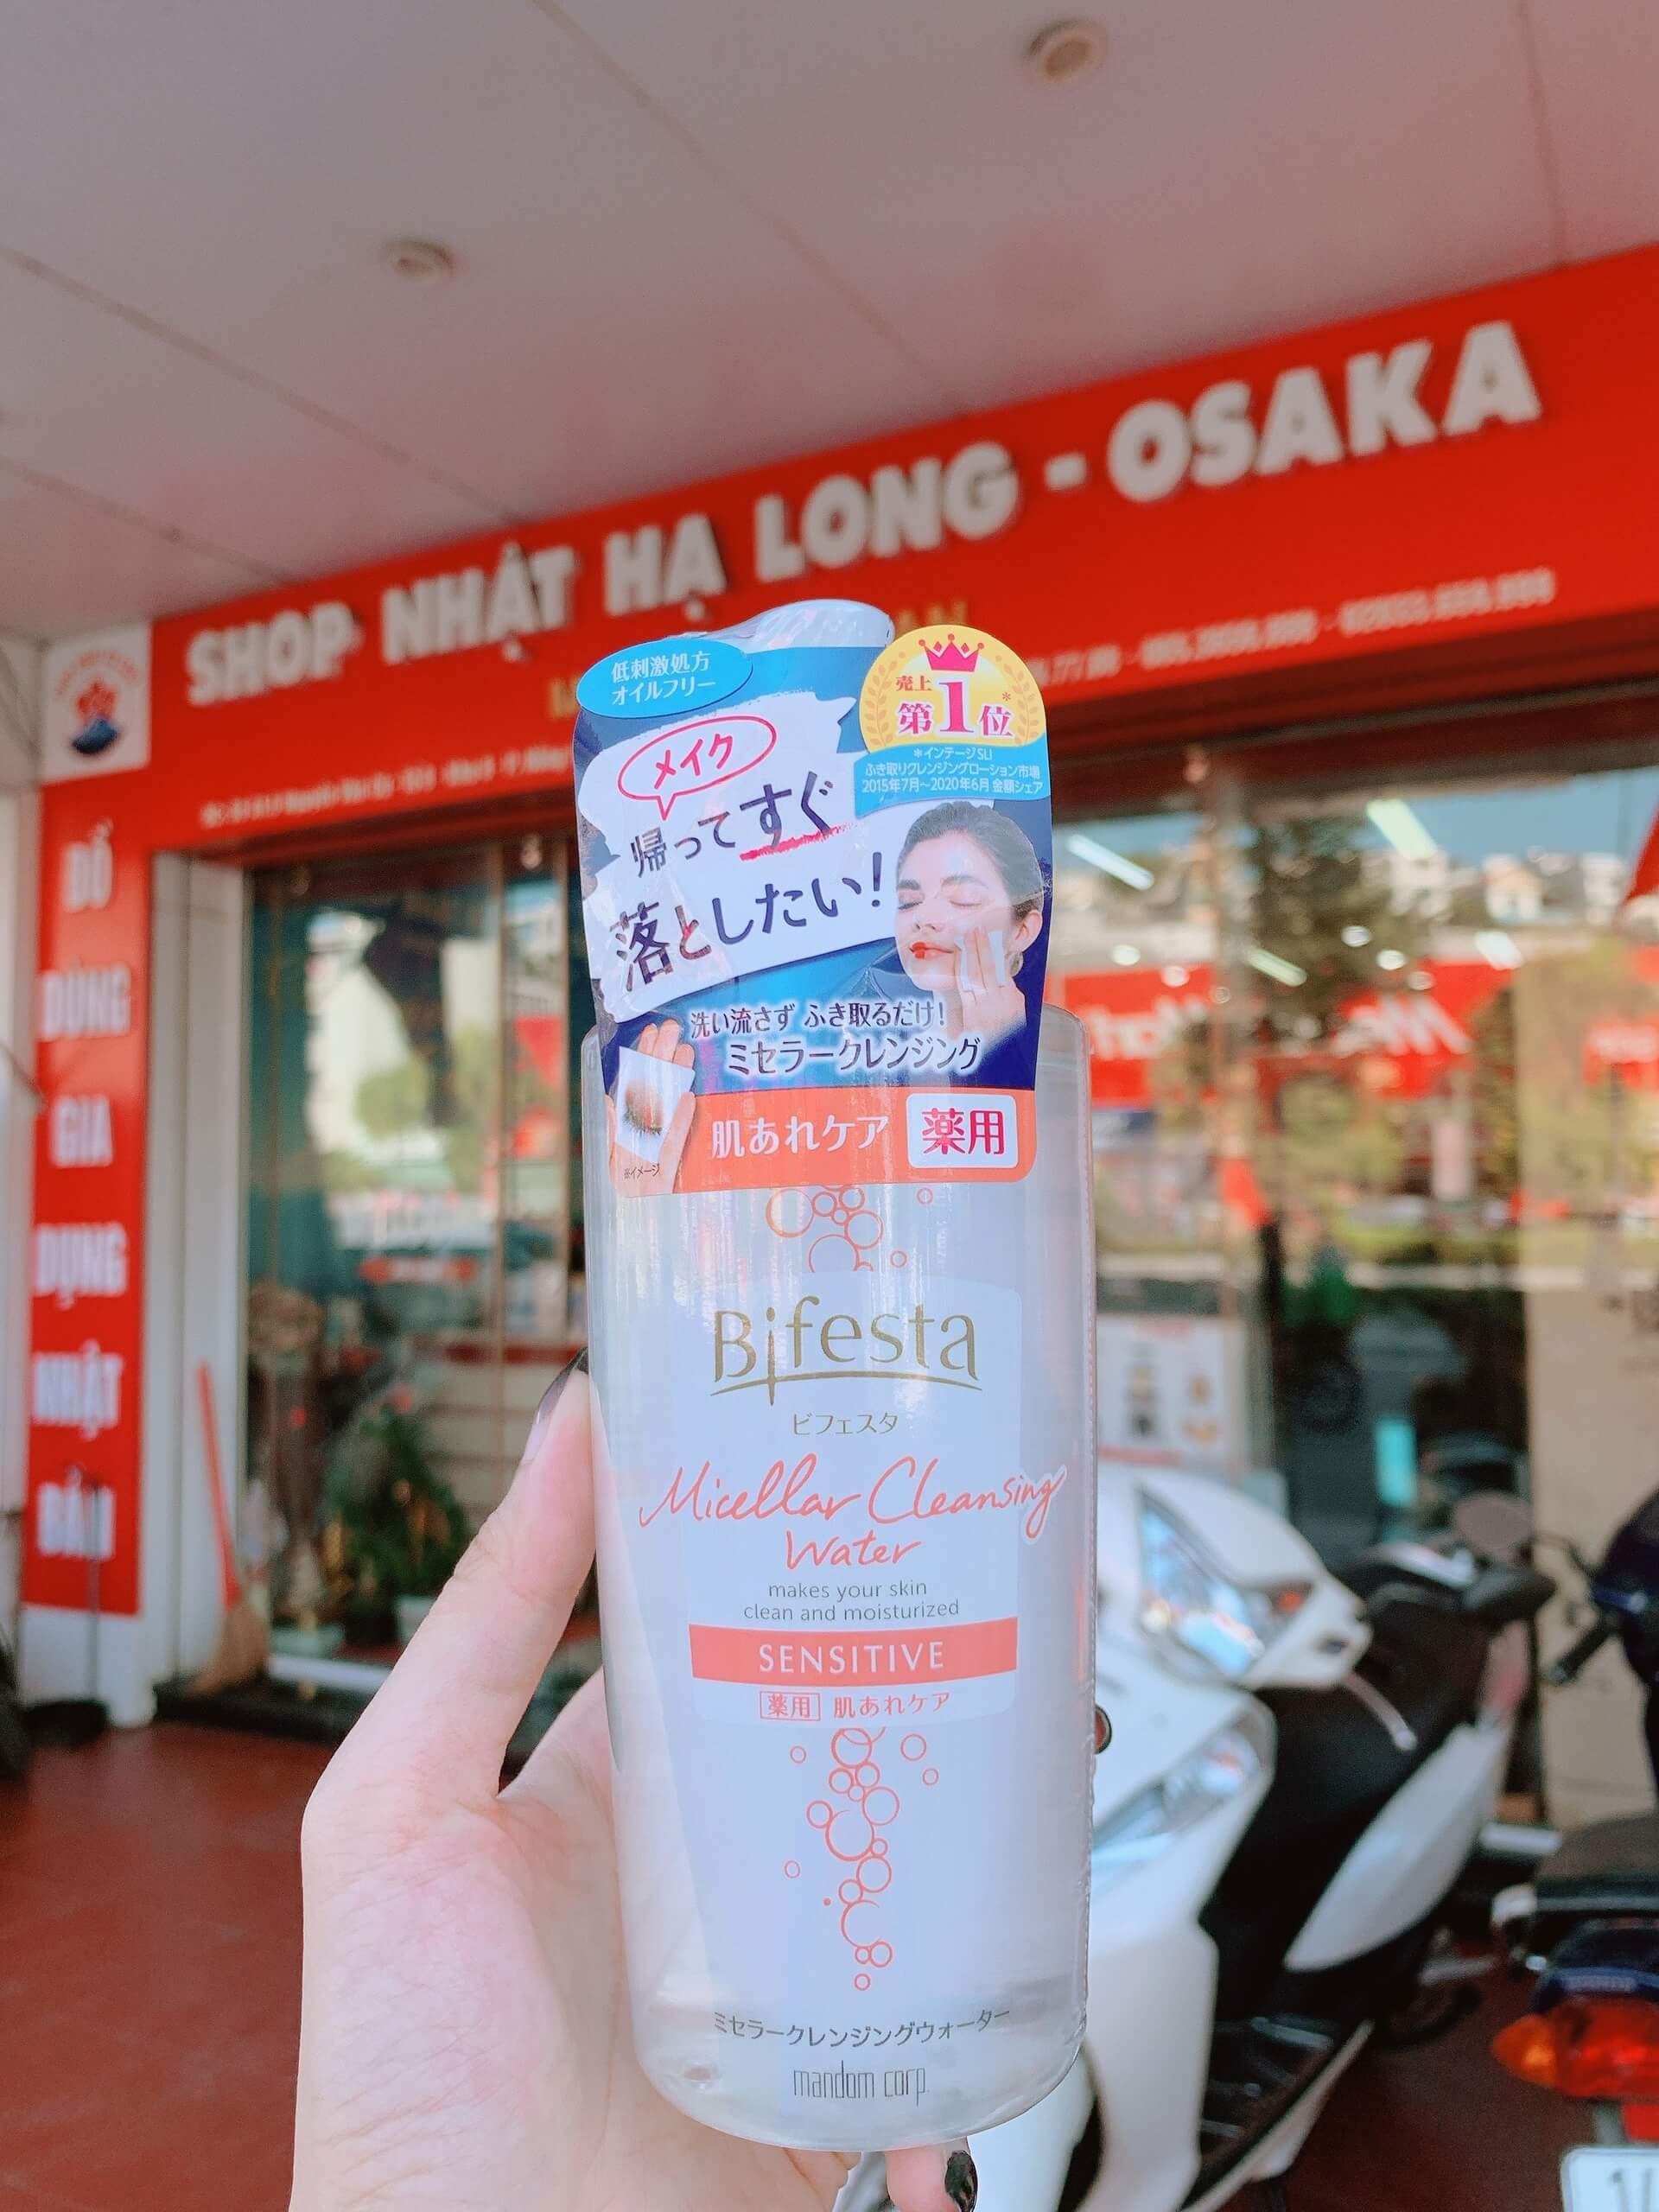 SHOP NHẬT HẠ LONG - OSAKA
ĐỒ
DÙNG
GIA
DỤNG
NHẬT
BẢN
低刺激処方
オイルフリー
売上
第1位*
*インテージSLI
ふき取りクレンジングローション市場
2015年7月~2020年6月 金額シェア
メイク
帰ってすぐ
落としたい!
洗い流さず ふき取るだけ!
ミセラークレンジング
※イメージ
肌あれケア 薬用
Bifesta
ビフェスタ
Micellar Cleansing
Water
makes your skin
clean and moisturized
SENSITIVE
薬用 肌あれケア
ミセラークレンジングウォーター
mandom corp.